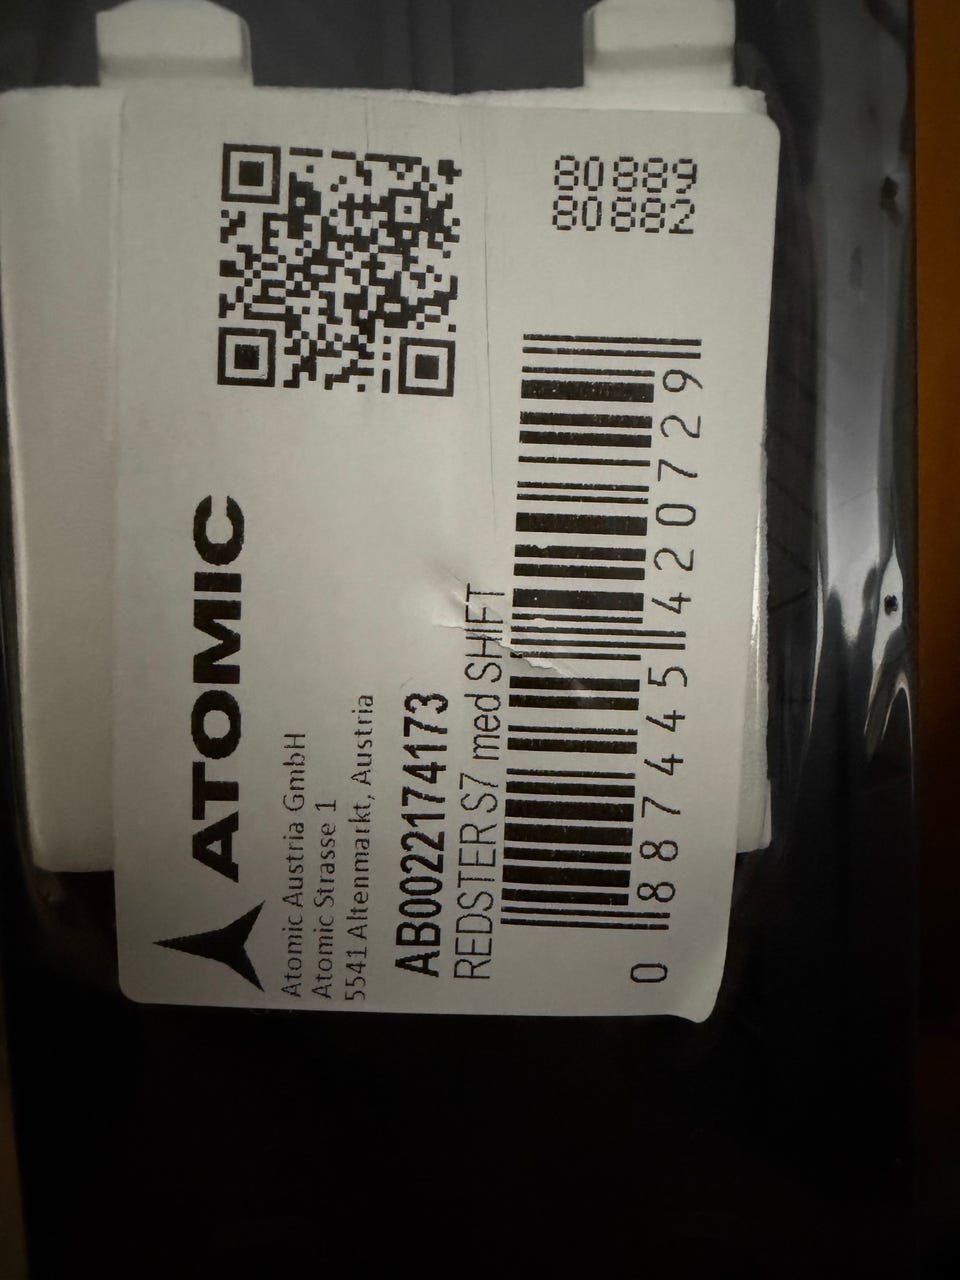 ATOMIC
Atomic Austria GmbH
Atomic Strasse 1
5541 Altenmarkt, Austria
AB0022174173
REDSTER S7 med SHIFT
0 887445 420729
80889
80882